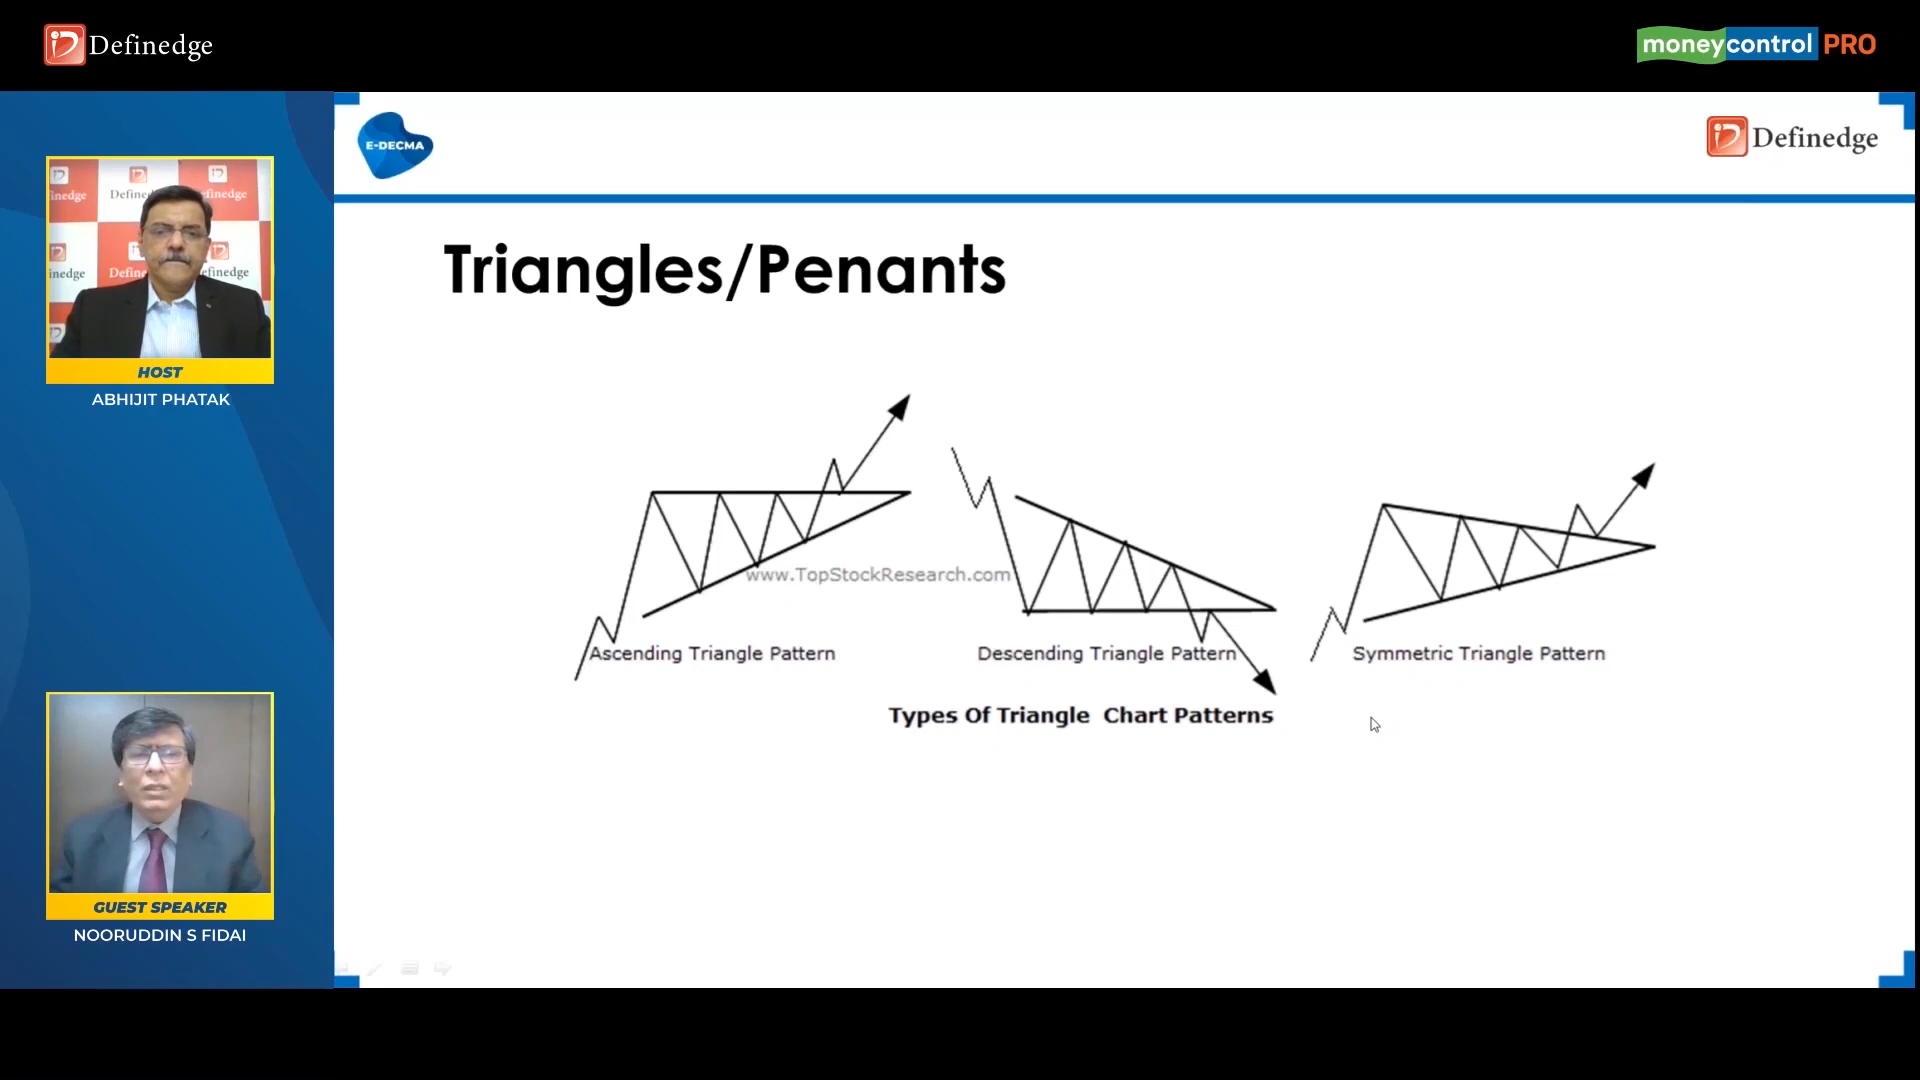 Definedge
moneycontrol PRO
E-DECMA
Definedge
Triangles/Penants
HOST
ABHIJIT PHATAK
www.TopStockResearch.com
Ascending Triangle Pattern
Descending Triangle Pattern
Symmetric Triangle Pattern
Types Of Triangle Chart Patterns
GUEST SPEAKER
NOORUDDIN S FIDAI